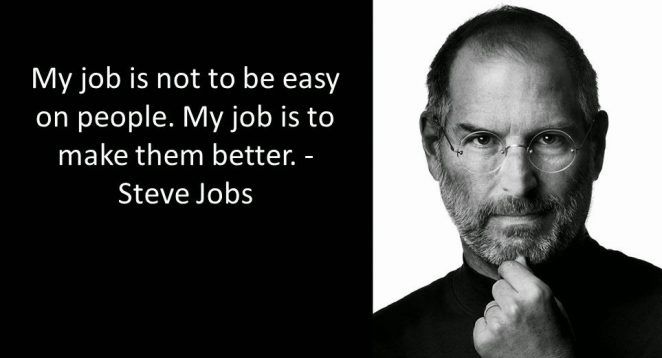 My job is not to be easy
on people. My job is to
make them better. -
Steve Jobs